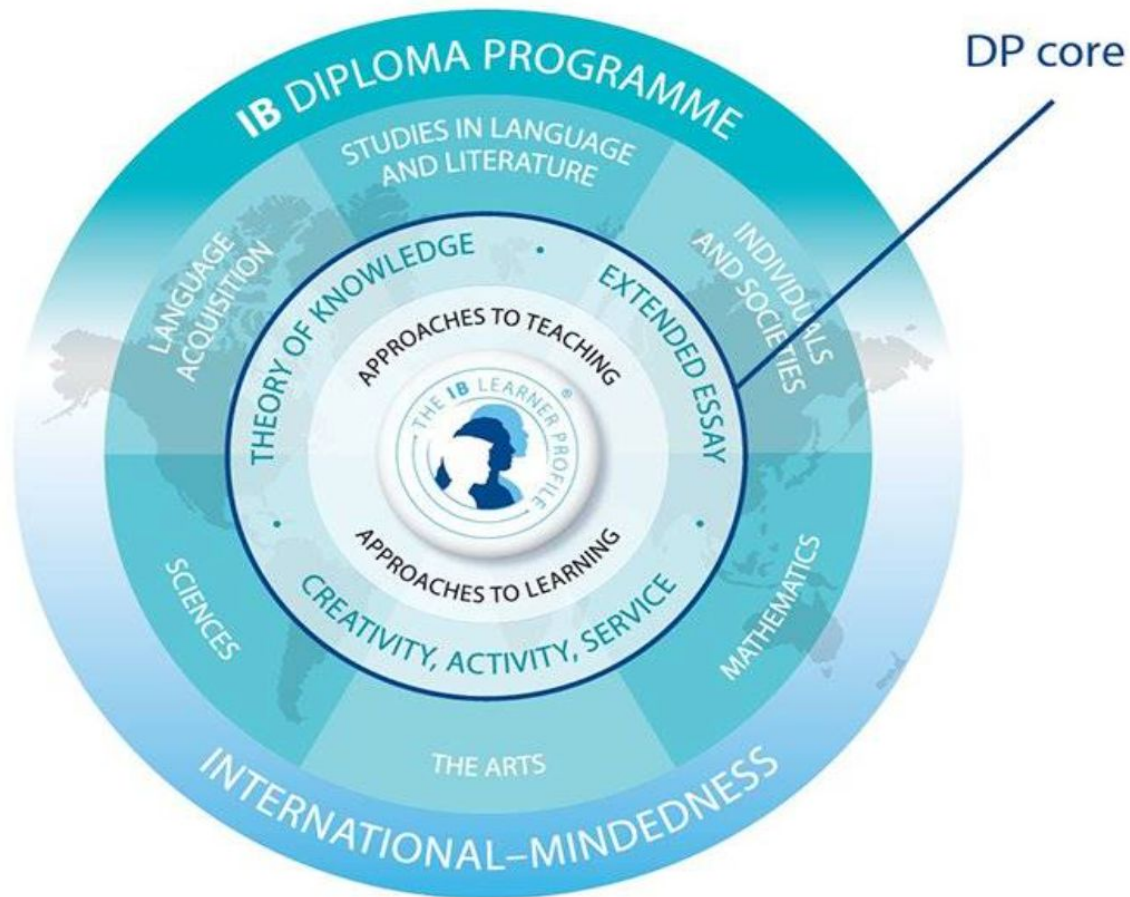 DP core
IB DIPLOMA PROGRAMME
STUDIES IN LANGUAGE
AND LITERATURE
LANGUAGE
ACQUISITION
INDIVIDUALS
AND SOCIETIES
THEORY OF KNOWLEDGE
·
EXTENDED ESSAY
APPROACHES TO TEACHING
THE IB LEARNER PROFILE
®
APPROACHES TO LEARNING
·
CREATIVITY, ACTIVITY, SERVICE
·
SCIENCES
MATHEMATICS
THE ARTS
INTERNATIONAL–MINDEDNESS